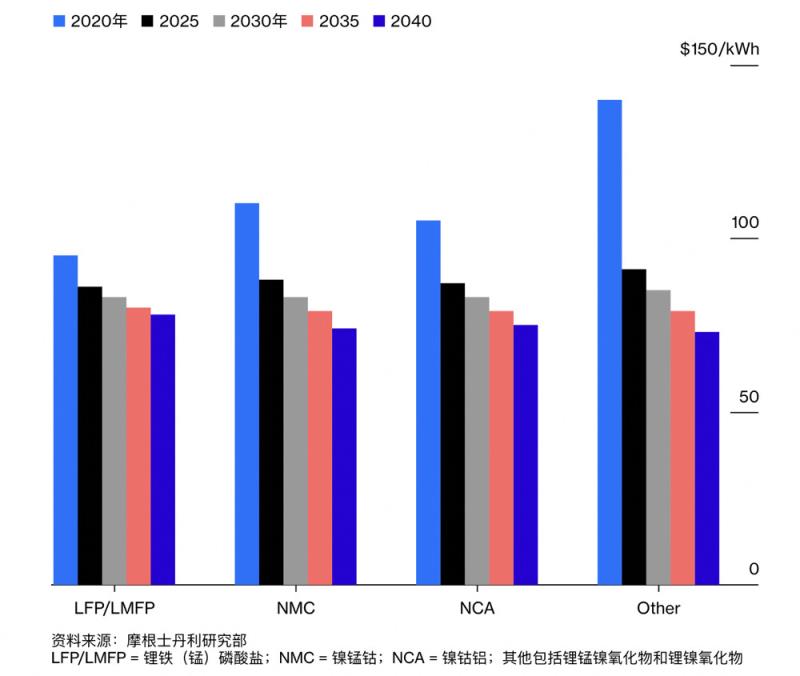 2020年 2025 2030年 2035 2040
$150/kWh
100
50
0
LFP/LMFP NMC NCA Other
资料来源：摩根士丹利研究部
LFP/LMFP = 锂铁（锰）磷酸盐；NMC = 镍锰钴；NCA = 镍钴铝；其他包括锂锰镍氧化物和锂镍氧化物